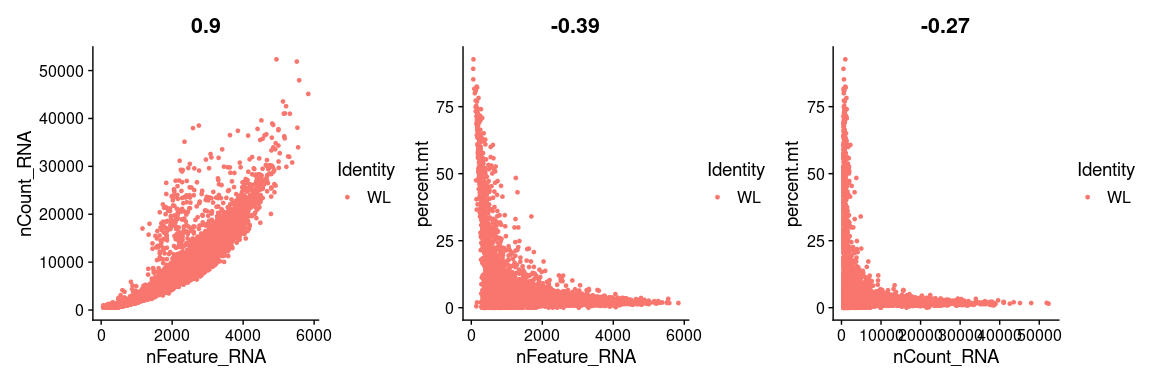 0.9
nCount_RNA
50000
40000
30000
20000
10000
0
0
2000
4000
6000
nFeature_RNA
Identity
WL
-0.39
percent.mt
75
50
25
0
0
2000
4000
6000
nFeature_RNA
Identity
WL
-0.27
percent.mt
75
50
25
0
0
10000
20000
30000
40000
50000
nCount_RNA
Identity
WL